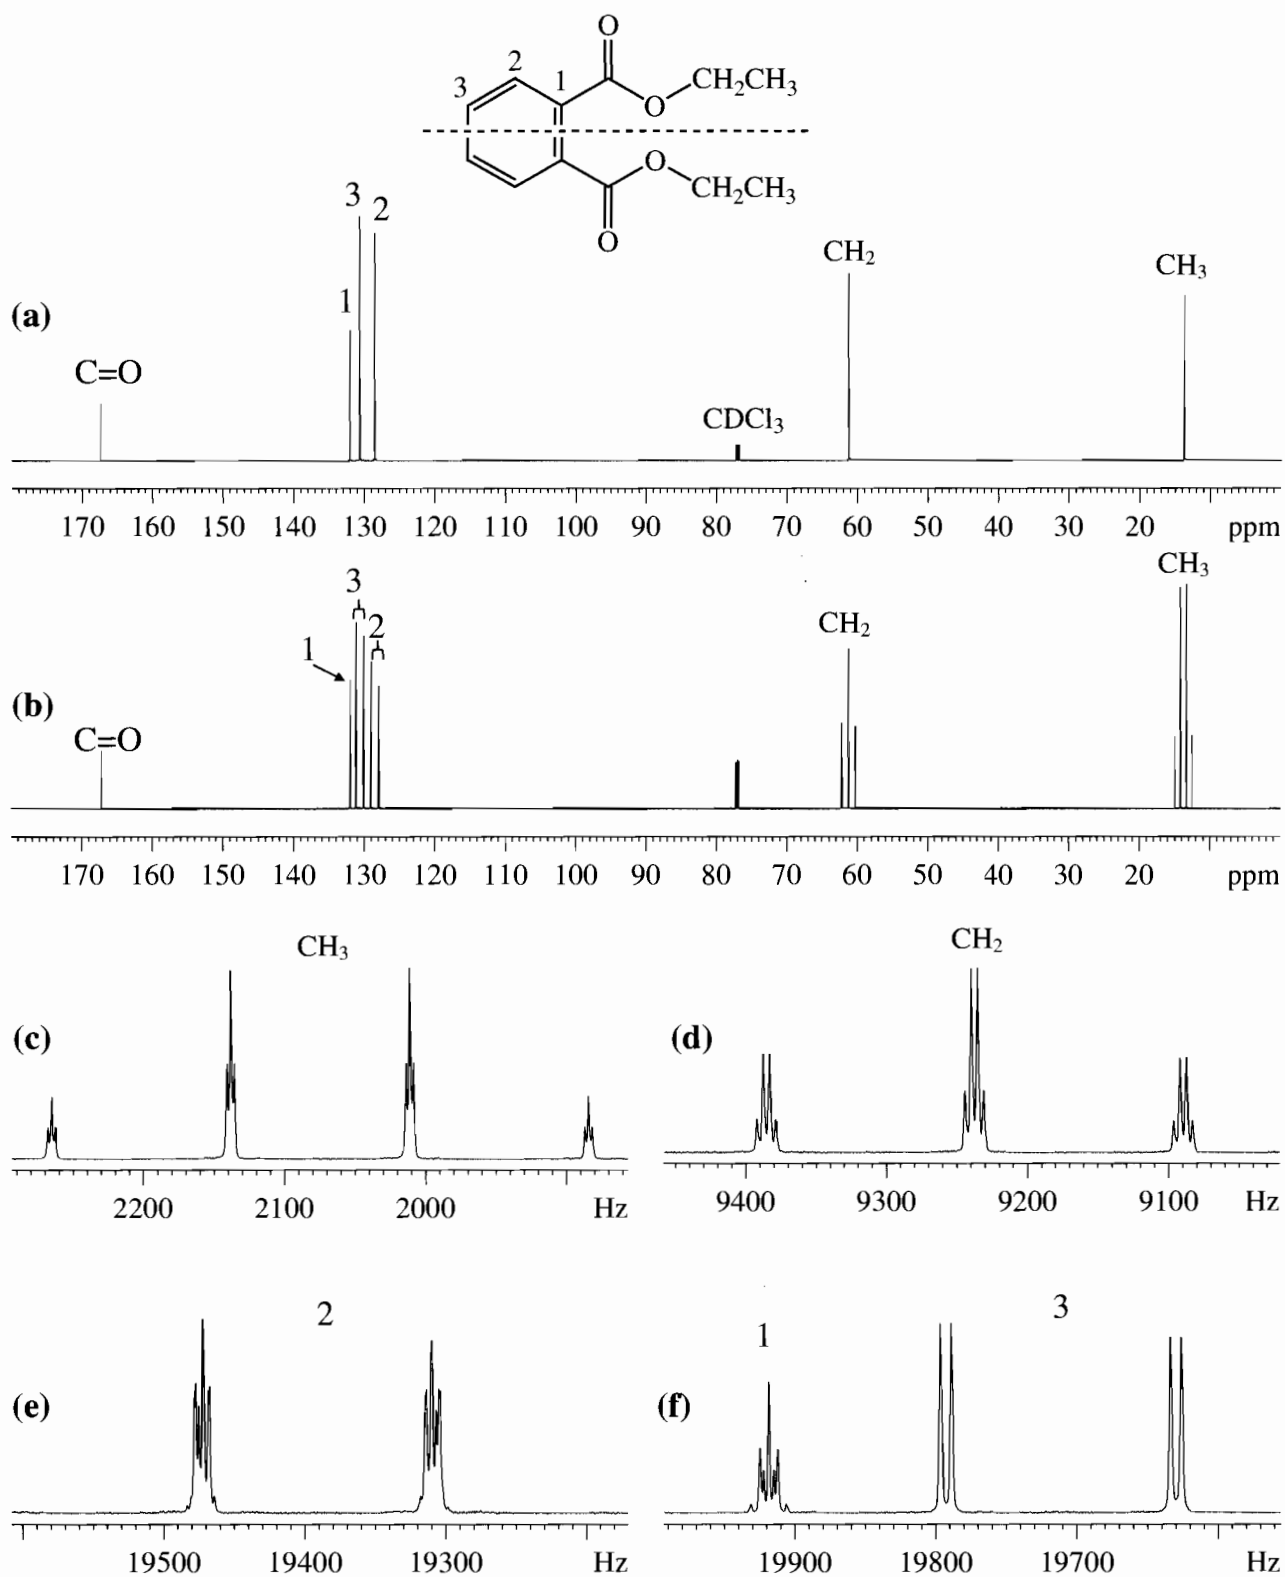 O
2
1
CH₂CH₃
3
O
O
CH₂CH₃
O
3
2
CH₂
CH₃
1
(a)
C=O
CDCl₃
170 160 150 140 130 120 110 100 90 80 70 60 50 40 30 20 ppm
CH₃
3
2
CH₂
1
(b)
C=O
170 160 150 140 130 120 110 100 90 80 70 60 50 40 30 20 ppm
CH₃
CH₂
(c)
(d)
2200 2100 2000 Hz
9400 9300 9200 9100 Hz
2
3
1
(e)
(f)
19500 19400 19300 Hz
19900 19800 19700 Hz